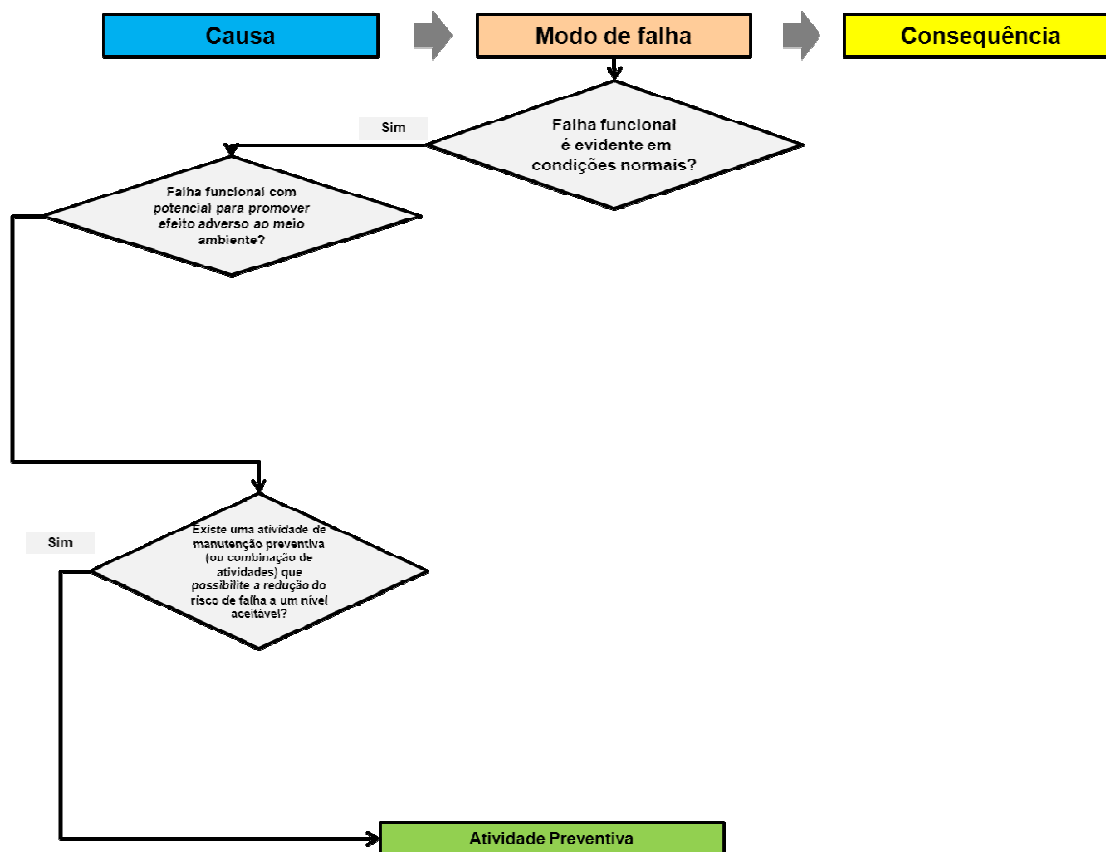 Causa
Modo de falha
Consequência
Sim
Falha funcional
é evidente em
condições normais?
Falha funcional com
potencial para promover
efeito adverso ao meio
ambiente?
Sim
Existe uma atividade de
manutenção preventiva
(ou combinação de
atividades) que
possibilite a redução do
risco de falha a um nível
aceitável?
Atividade Preventiva